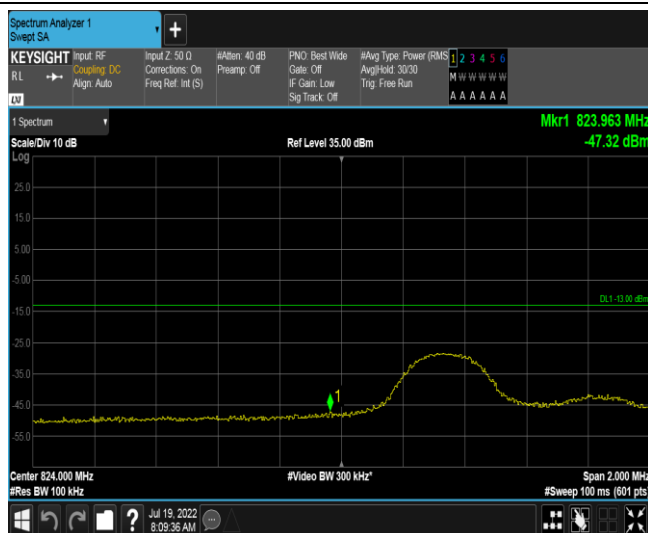 Spectrum Analyzer 1
Swept SA
+
KEYSIGHT
RL
Input: RF
Coupling: DC
Align: Auto
Input Z: 50 Ω
Corrections: On
Freq Ref: Int (S)
#Atten: 40 dB
Preamp: Off
PNO: Best Wide
Gate: Off
IF Gain: Low
Sig Track: Off
#Avg Type: Power (RMS
Avg|Hold: 30/30
Trig: Free Run
1 2 3 4 5 6
M W W W W W
A A A A A A
1 Spectrum
Mkr1 823.963 MHz
-47.32 dBm
Scale/Div 10 dB
Ref Level 35.00 dBm
Log
25.0
15.0
5.00
-5.00
DL1 -13.00 dBm
-15.0
-25.0
-35.0
1
-45.0
-55.0
Center 824.000 MHz
#Video BW 300 kHz*
Span 2.000 MHz
#Res BW 100 kHz
#Sweep 100 ms (601 pts)
?
Jul 19, 2022
8:09:36 AM